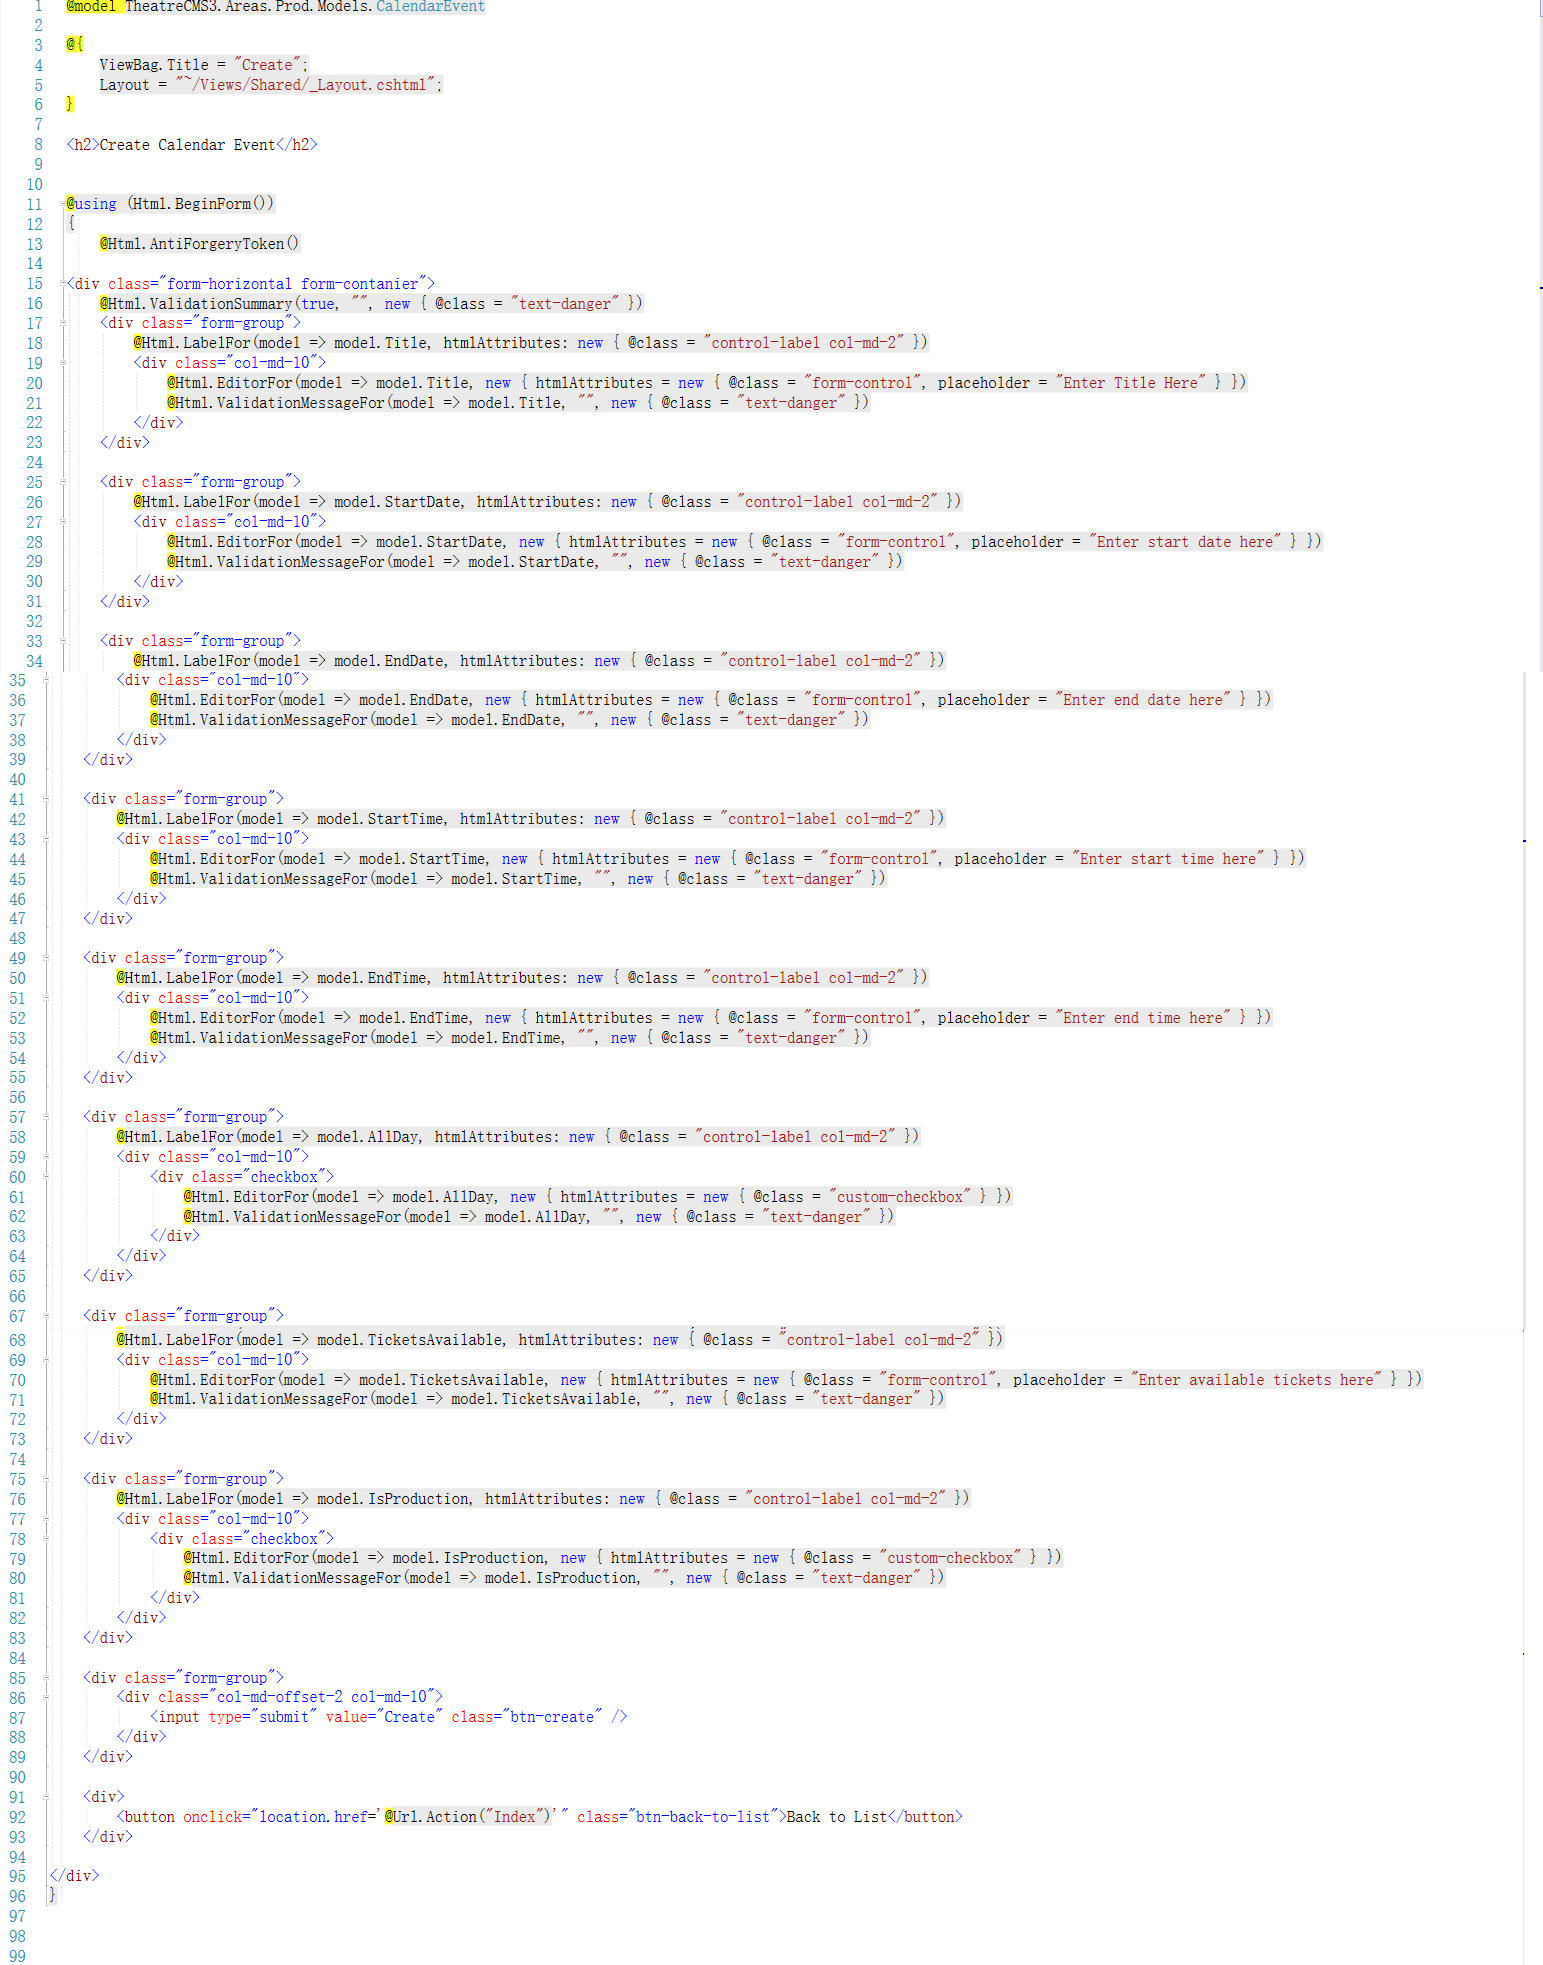 1 @model TheatreCMS3.Areas.Prod.Models.CalendarEvent
2
3 @{
4 ViewBag.Title = "Create";
5 Layout = "~/Views/Shared/_Layout.cshtml";
6 }
7
8 <h2>Create Calendar Event</h2>
9
10
11 @using (Html.BeginForm())
12 {
13 @Html.AntiForgeryToken()
14
15 <div class="form-horizontal form-contanier">
16 @Html.ValidationSummary(true, "", new { @class = "text-danger" })
17 <div class="form-group">
18 @Html.LabelFor(model => model.Title, htmlAttributes: new { @class = "control-label col-md-2" })
19 <div class="col-md-10">
20 @Html.EditorFor(model => model.Title, new { htmlAttributes = new { @class = "form-control", placeholder = "Enter Title Here" } })
21 @Html.ValidationMessageFor(model => model.Title, "", new { @class = "text-danger" })
22 </div>
23 </div>
24
25 <div class="form-group">
26 @Html.LabelFor(model => model.StartDate, htmlAttributes: new { @class = "control-label col-md-2" })
27 <div class="col-md-10">
28 @Html.EditorFor(model => model.StartDate, new { htmlAttributes = new { @class = "form-control", placeholder = "Enter start date here" } })
29 @Html.ValidationMessageFor(model => model.StartDate, "", new { @class = "text-danger" })
30 </div>
31 </div>
32
33 <div class="form-group">
34 @Html.LabelFor(model => model.EndDate, htmlAttributes: new { @class = "control-label col-md-2" })
35 <div class="col-md-10">
36 @Html.EditorFor(model => model.EndDate, new { htmlAttributes = new { @class = "form-control", placeholder = "Enter end date here" } })
37 @Html.ValidationMessageFor(model => model.EndDate, "", new { @class = "text-danger" })
38 </div>
39 </div>
40
41 <div class="form-group">
42 @Html.LabelFor(model => model.StartTime, htmlAttributes: new { @class = "control-label col-md-2" })
43 <div class="col-md-10">
44 @Html.EditorFor(model => model.StartTime, new { htmlAttributes = new { @class = "form-control", placeholder = "Enter start time here" } })
45 @Html.ValidationMessageFor(model => model.StartTime, "", new { @class = "text-danger" })
46 </div>
47 </div>
48
49 <div class="form-group">
50 @Html.LabelFor(model => model.EndTime, htmlAttributes: new { @class = "control-label col-md-2" })
51 <div class="col-md-10">
52 @Html.EditorFor(model => model.EndTime, new { htmlAttributes = new { @class = "form-control", placeholder = "Enter end time here" } })
53 @Html.ValidationMessageFor(model => model.EndTime, "", new { @class = "text-danger" })
54 </div>
55 </div>
56
57 <div class="form-group">
58 @Html.LabelFor(model => model.AllDay, htmlAttributes: new { @class = "control-label col-md-2" })
59 <div class="col-md-10">
60 <div class="checkbox">
61 @Html.EditorFor(model => model.AllDay, new { htmlAttributes = new { @class = "custom-checkbox" } })
62 @Html.ValidationMessageFor(model => model.AllDay, "", new { @class = "text-danger" })
63 </div>
64 </div>
65 </div>
66
67 <div class="form-group">
68 @Html.LabelFor(model => model.TicketsAvailable, htmlAttributes: new { @class = "control-label col-md-2" })
69 <div class="col-md-10">
70 @Html.EditorFor(model => model.TicketsAvailable, new { htmlAttributes = new { @class = "form-control", placeholder = "Enter available tickets here" } })
71 @Html.ValidationMessageFor(model => model.TicketsAvailable, "", new { @class = "text-danger" })
72 </div>
73 </div>
74
75 <div class="form-group">
76 @Html.LabelFor(model => model.IsProduction, htmlAttributes: new { @class = "control-label col-md-2" })
77 <div class="col-md-10">
78 <div class="checkbox">
79 @Html.EditorFor(model => model.IsProduction, new { htmlAttributes = new { @class = "custom-checkbox" } })
80 @Html.ValidationMessageFor(model => model.IsProduction, "", new { @class = "text-danger" })
81 </div>
82 </div>
83 </div>
84
85 <div class="form-group">
86 <div class="col-md-offset-2 col-md-10">
87 <input type="submit" value="Create" class="btn-create" />
88 </div>
89 </div>
90
91 <div>
92 <button onclick="location.href='@Url.Action("Index")'" class="btn-back-to-list">Back to List</button>
93 </div>
94
95 </div>
96 }
97
98
99